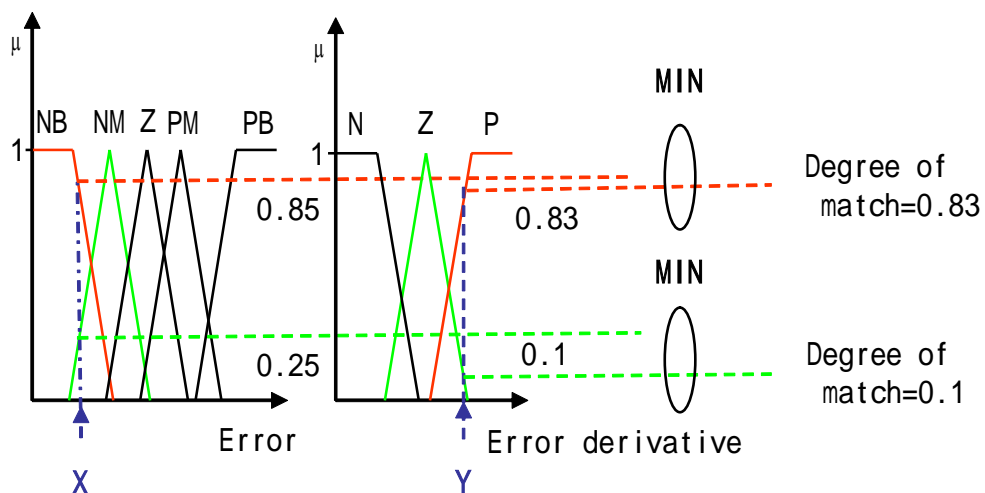 μ
μ
MIN
NB NM Z PM PB
N Z P
1
1
Degree of
match=0.83
0.85
0.83
MIN
0.25
0.1
Degree of
match=0.1
Error
Error derivative
X
Y